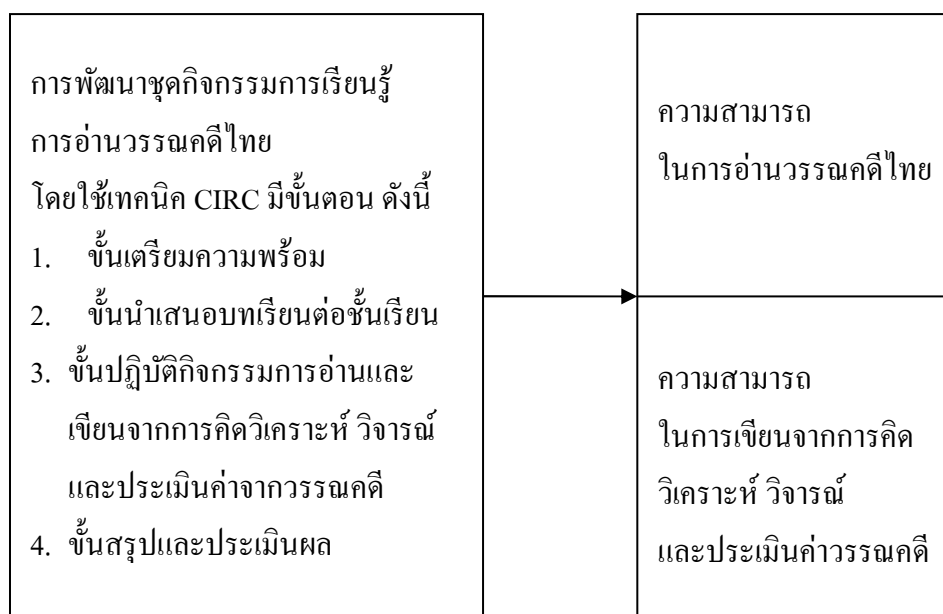 การพัฒนาชุดกิจกรรมการเรียนรู้
การอ่านวรรณคดีไทย
โดยใช้เทคนิค CIRC มีขั้นตอน ดังนี้
1. ขั้นเตรียมความพร้อม
2. ขั้นนำเสนอบทเรียนต่อชั้นเรียน
3. ขั้นปฏิบัติกิจกรรมการอ่านและ
เขียนจากการคิดวิเคราะห์ วิจารณ์
และประเมินค่าจากวรรณคดี
4. ขั้นสรุปและประเมินผล
ความสามารถ
ในการอ่านวรรณคดีไทย
ความสามารถ
ในการเขียนจากการคิด
วิเคราะห์ วิจารณ์
และประเมินค่าวรรณคดี